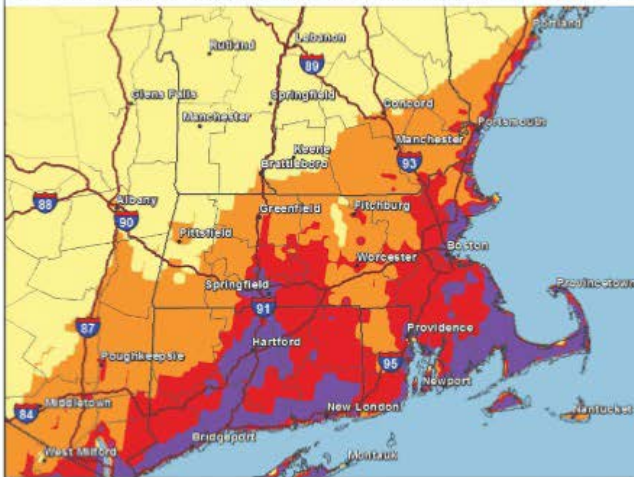 Portland
Rutland
Lebanon
89
Glens Falls
Springfield
Manchester
Concord
Portsmouth
Keene
Manchester
Brattleboro
93
Albany
88
90
Greenfield
Fitchburg
Pittsfield
Boston
Worcester
Springfield
Provincetown
91
87
Hartford
Providence
Poughkeepsie
95
Newport
84
Middletown
New London
Nantucket
Bridgeport
West Milford
Montauk